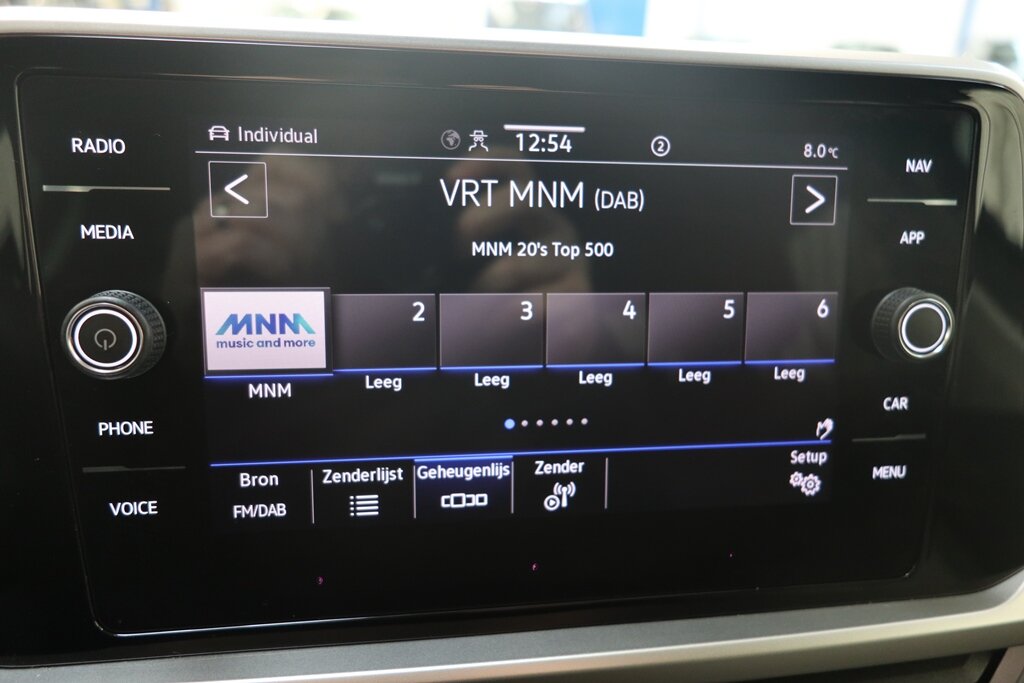 RADIO
MEDIA
PHONE
VOICE
Individual
12:54
2
8.0°C
<
VRT MNM (DAB)
>
MNM 20's Top 500
MNM
music and more
2
3
4
5
6
MNM
Leeg
Leeg
Leeg
Leeg
Leeg
Bron
FM/DAB
Zenderlijst
Geheugenlijs
Zender
Setup
NAV
APP
CAR
MENU